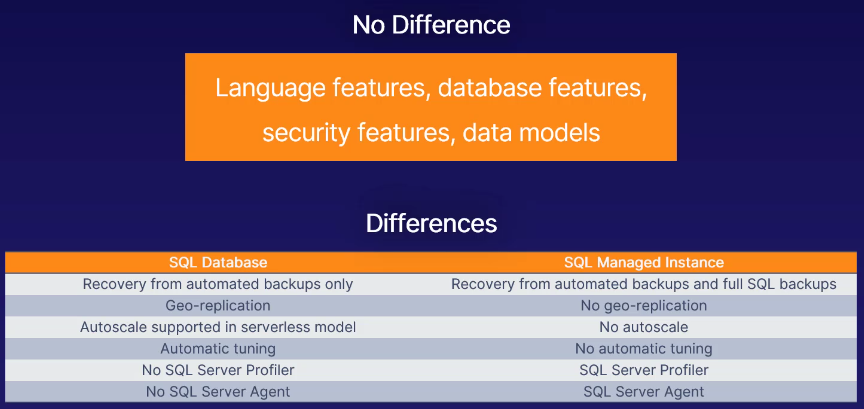 No Difference
Language features, database features,
security features, data models
Differences
SQL Database SQL Managed Instance
Recovery from automated backups only Recovery from automated backups and full SQL backups
Geo-replication No geo-replication
Autoscale supported in serverless model No autoscale
Automatic tuning No automatic tuning
No SQL Server Profiler SQL Server Profiler
No SQL Server Agent SQL Server Agent